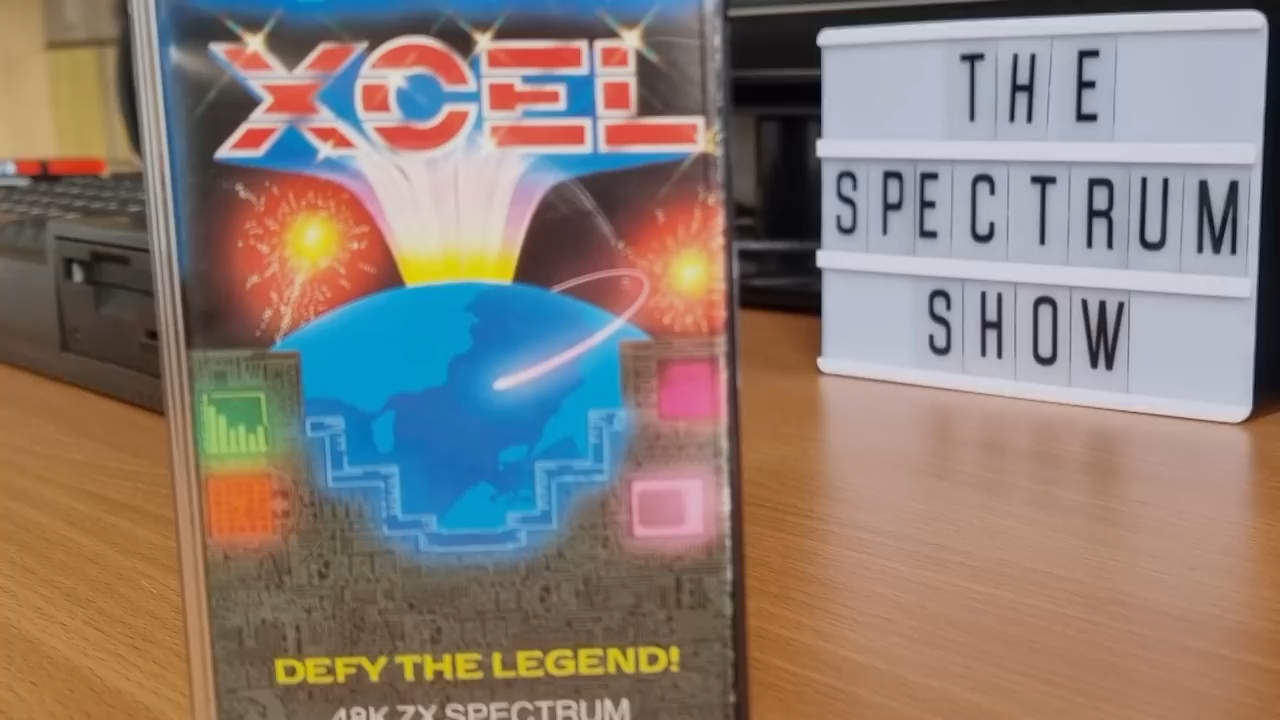 XCEL
DEFY THE LEGEND!
48K ZX SPECTRUM
THE
SPECTRUM
SHOW